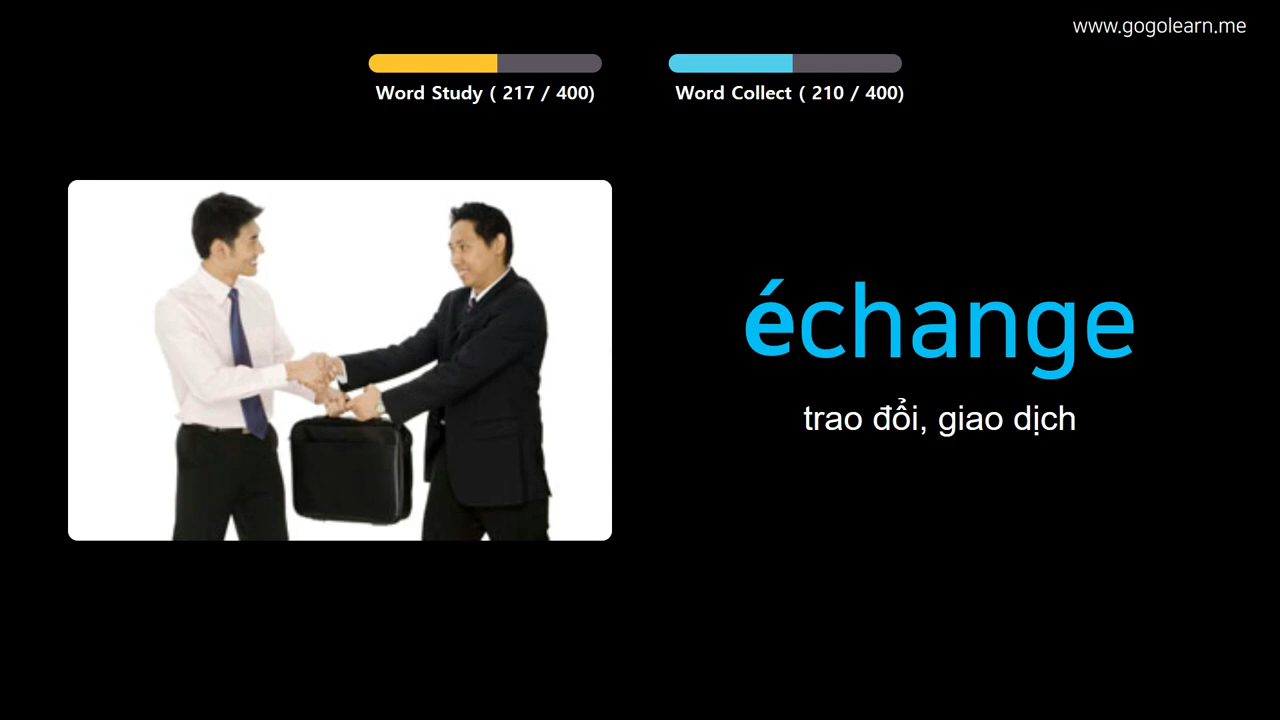 www.gogolearn.me
Word Study ( 217 / 400)
Word Collect ( 210 / 400)
échange
trao đổi, giao dịch